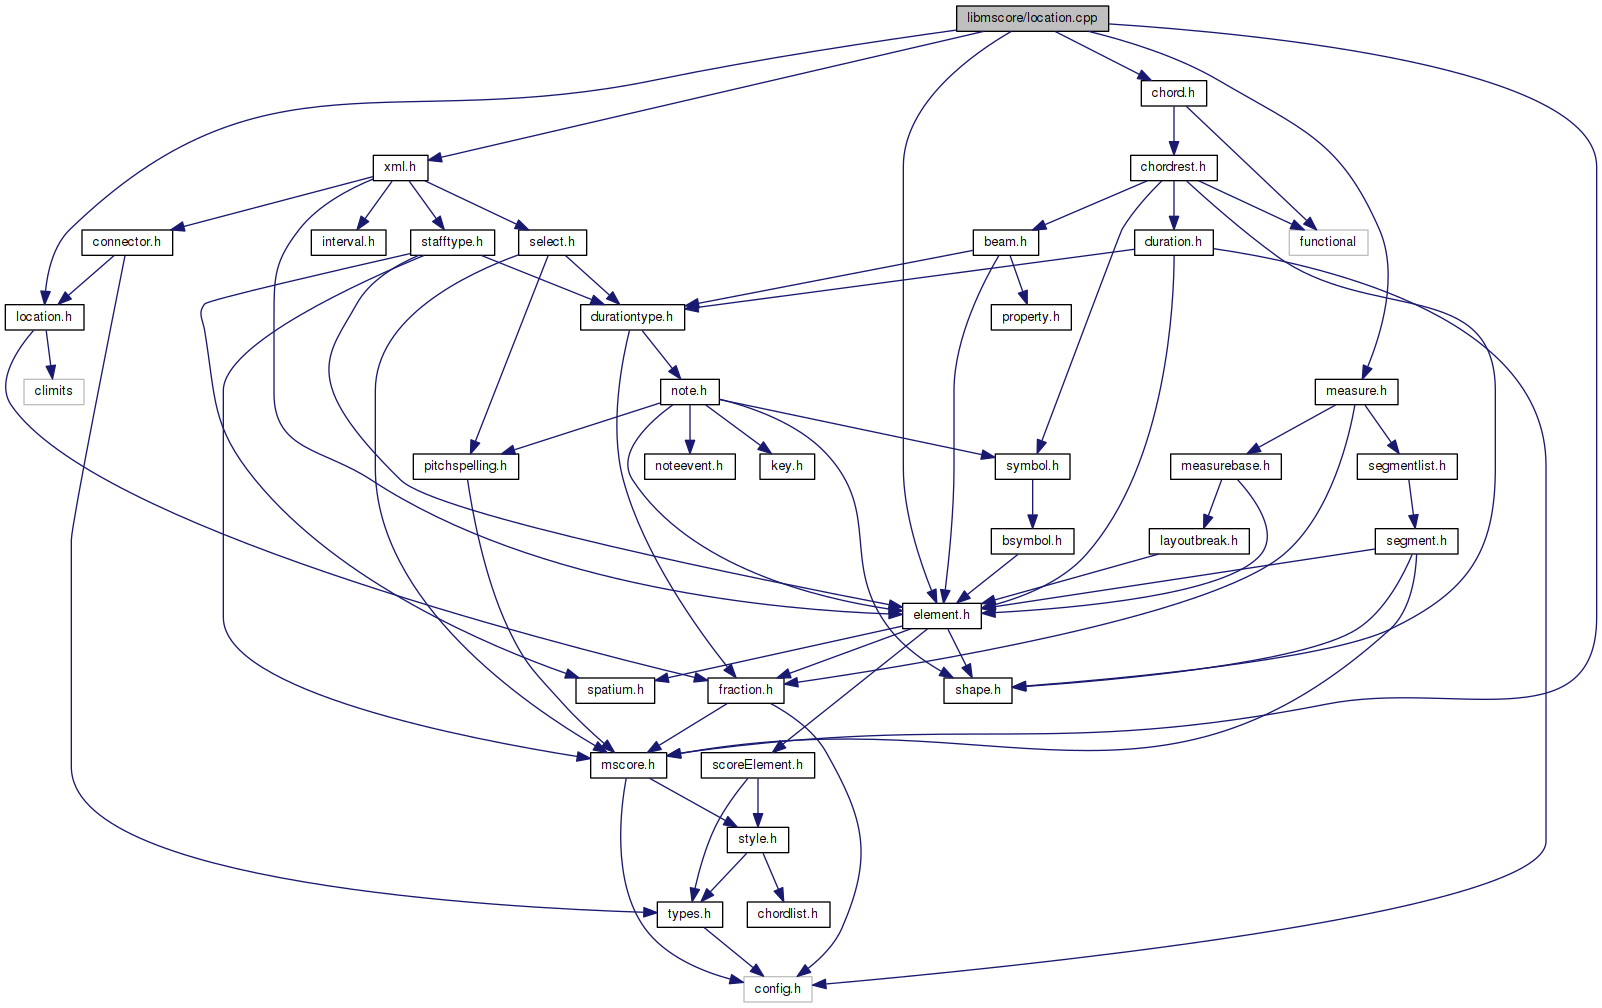 libmscore/location.cpp
chord.h
xml.h
chordrest.h
connector.h
interval.h
stafftype.h
select.h
beam.h
duration.h
functional
location.h
durationtype.h
property.h
climits
note.h
measure.h
pitchspelling.h
noteevent.h
key.h
symbol.h
measurebase.h
segmentlist.h
bsymbol.h
layoutbreak.h
segment.h
element.h
spatium.h
fraction.h
shape.h
mscore.h
scoreElement.h
style.h
types.h
chordlist.h
config.h